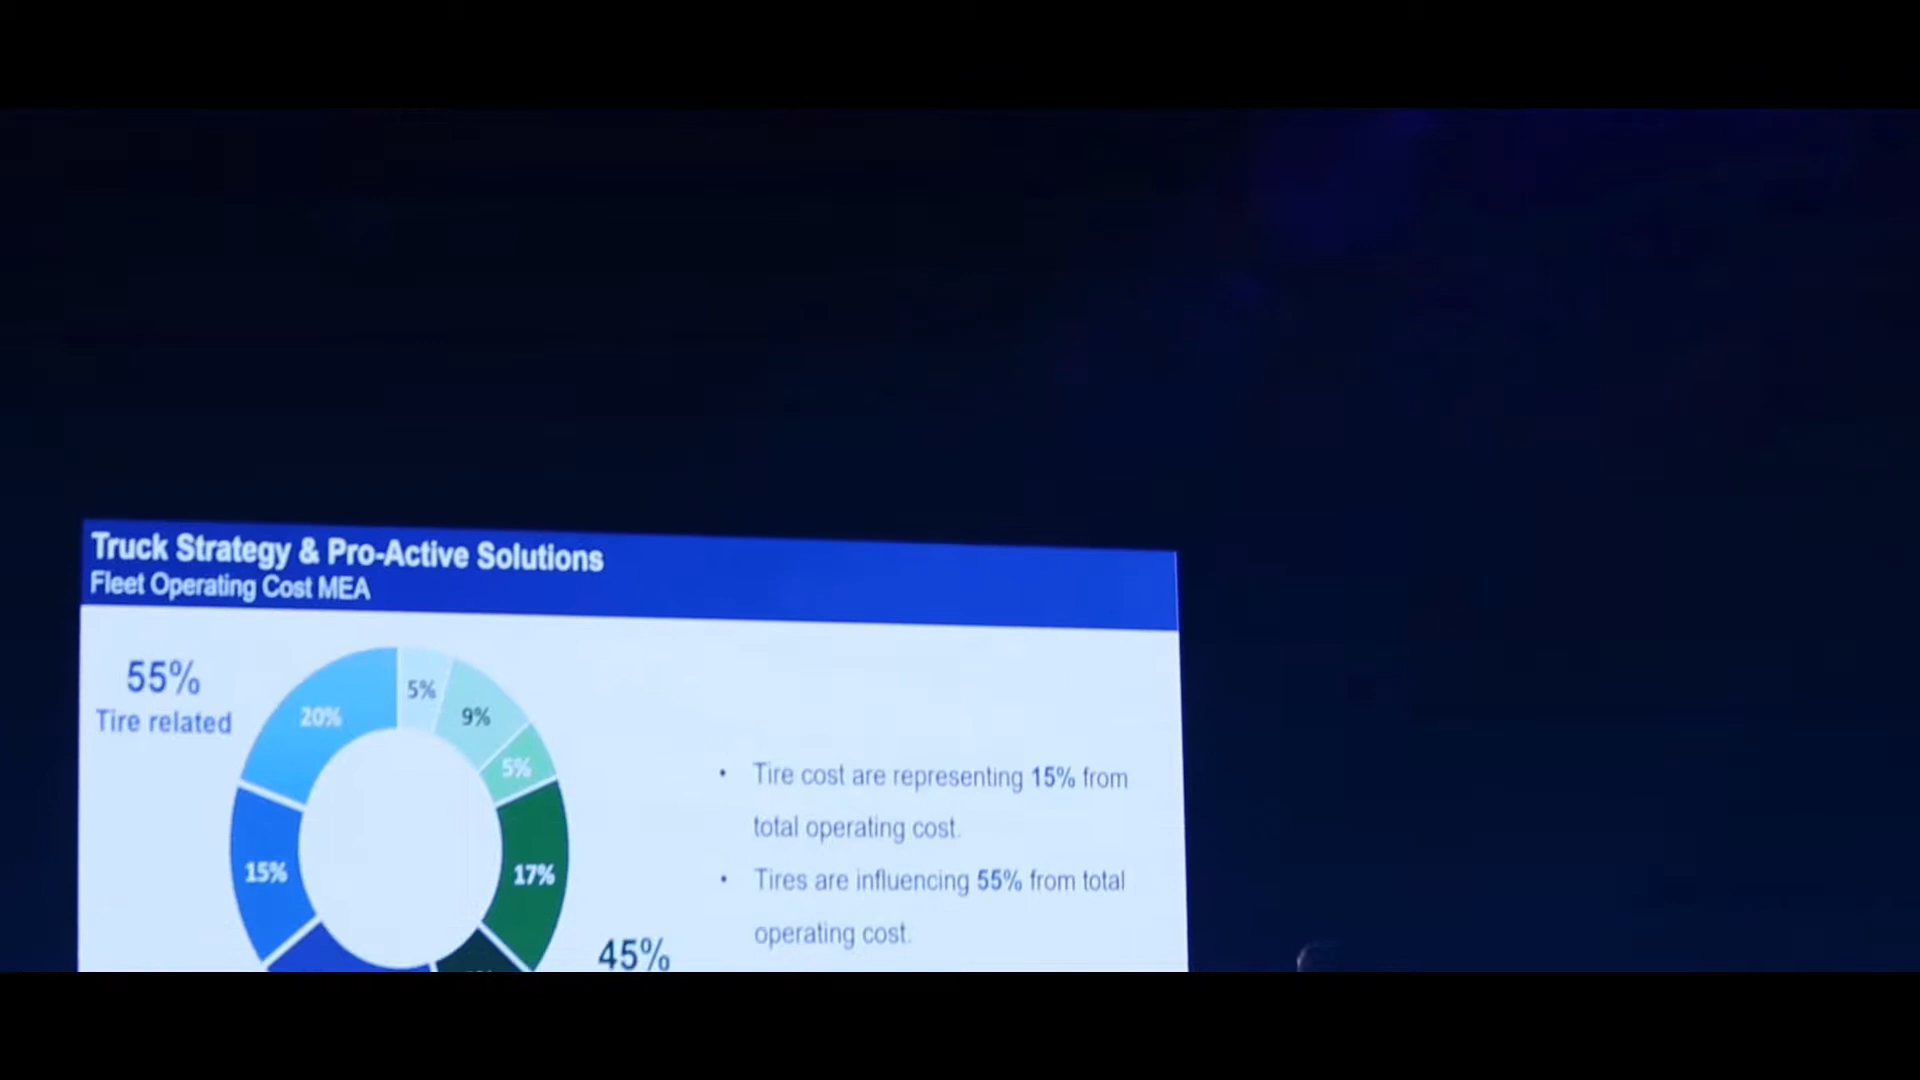 Truck Strategy & Pro-Active Solutions
Fleet Operating Cost MEA
55%
Tire related
20%
5%
9%
5%
15%
17%
45%
• Tire cost are representing 15% from
total operating cost.
• Tires are influencing 55% from total
operating cost.